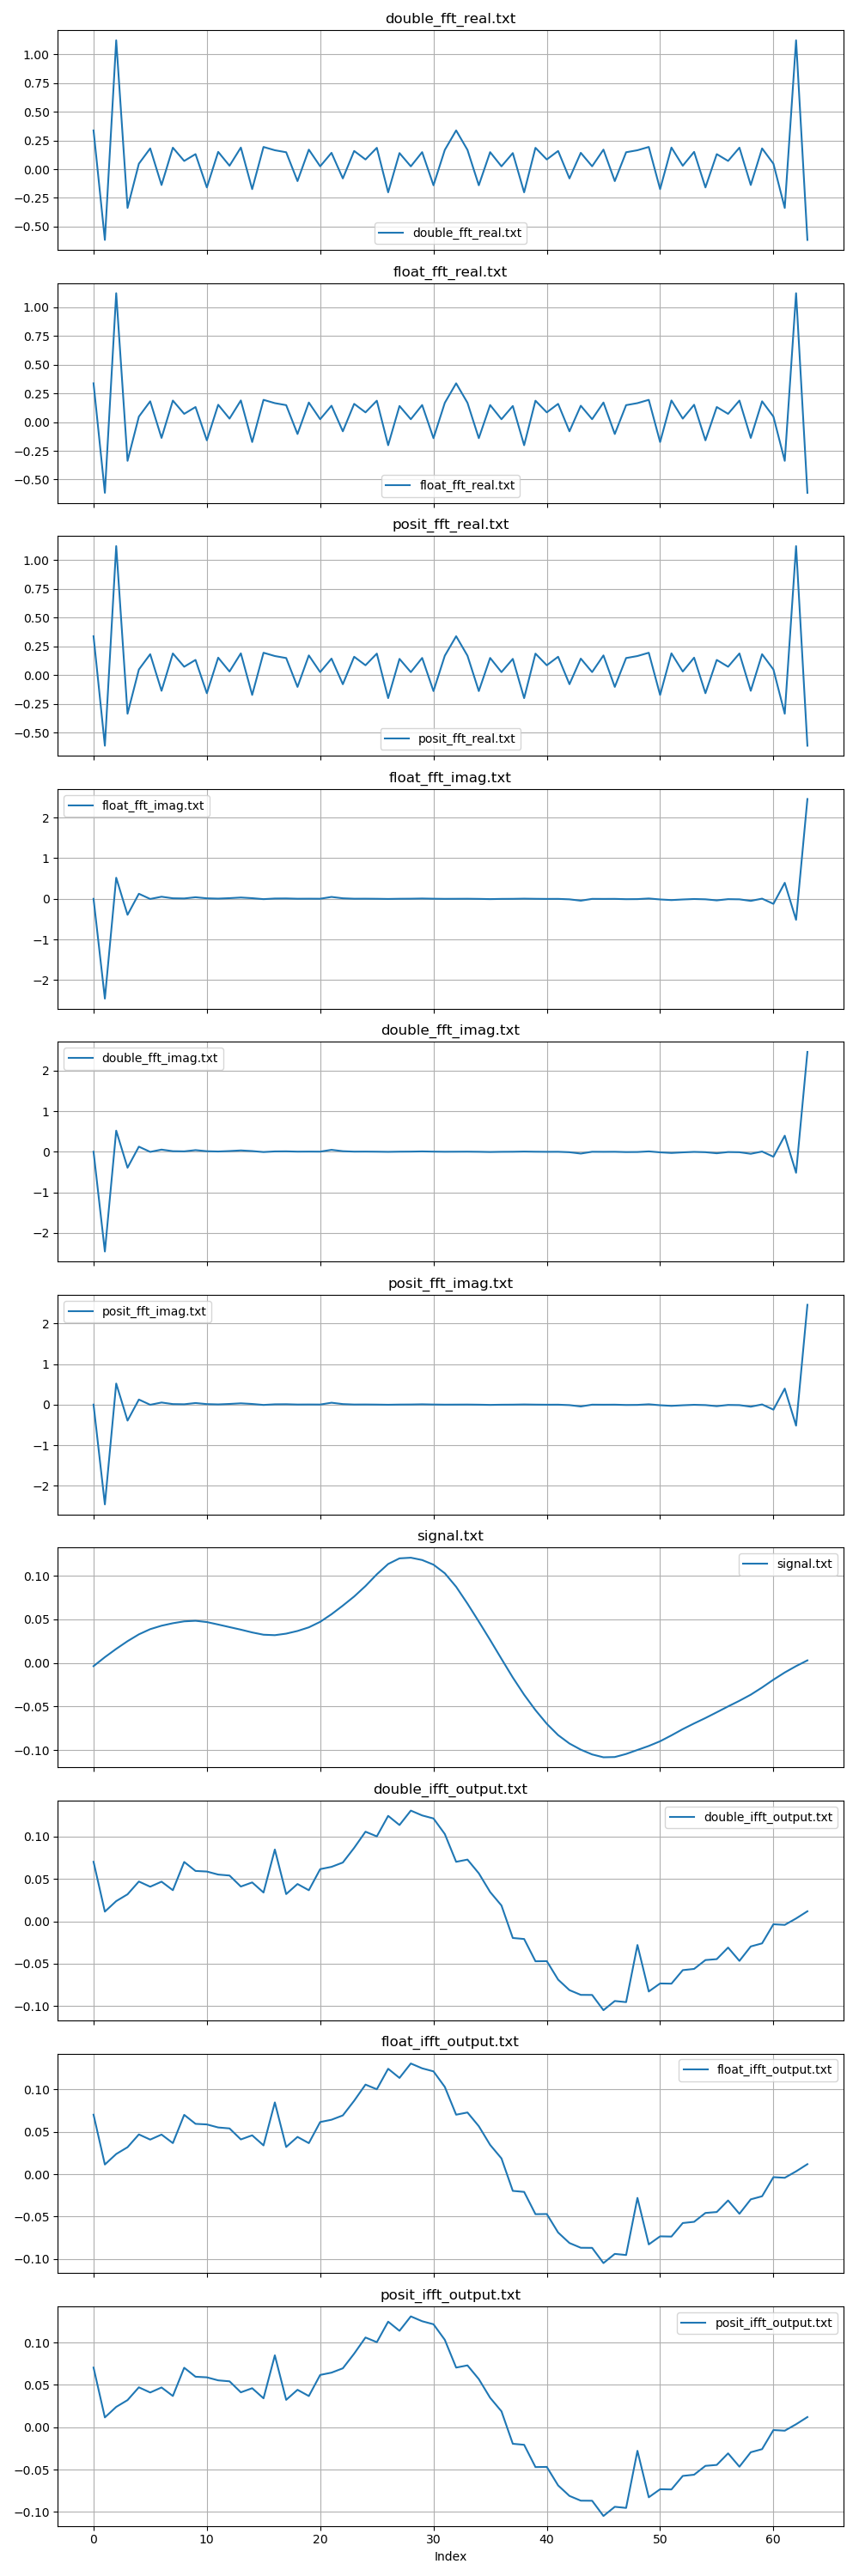 double_fft_real.txt
1.00
0.75
0.50
0.25
0.00
−0.25
−0.50
double_fft_real.txt
float_fft_real.txt
1.00
0.75
0.50
0.25
0.00
−0.25
−0.50
float_fft_real.txt
posit_fft_real.txt
1.00
0.75
0.50
0.25
0.00
−0.25
−0.50
posit_fft_real.txt
float_fft_imag.txt
float_fft_imag.txt
2
1
0
−1
−2
double_fft_imag.txt
double_fft_imag.txt
2
1
0
−1
−2
posit_fft_imag.txt
posit_fft_imag.txt
2
1
0
−1
−2
signal.txt
signal.txt
0.10
0.05
0.00
−0.05
−0.10
double_ifft_output.txt
double_ifft_output.txt
0.10
0.05
0.00
−0.05
−0.10
float_ifft_output.txt
float_ifft_output.txt
0.10
0.05
0.00
−0.05
−0.10
posit_ifft_output.txt
posit_ifft_output.txt
0.10
0.05
0.00
−0.05
−0.10
0 10 20 30 40 50 60
Index